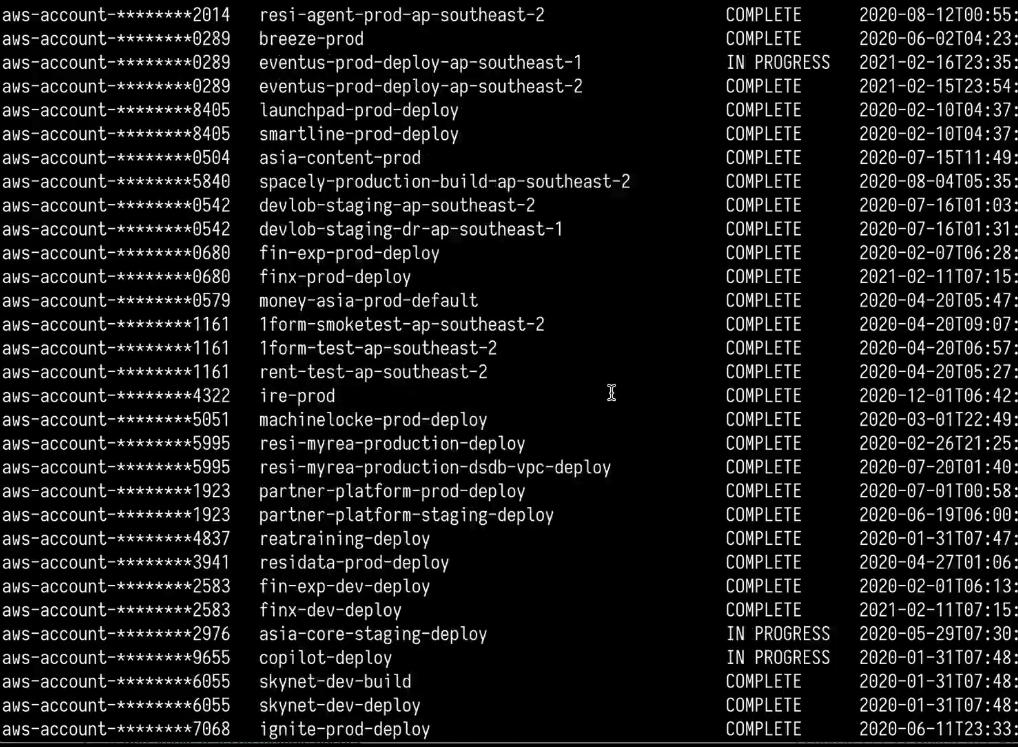 aws-account-********2014 resi-agent-prod-ap-southeast-2 COMPLETE 2020-08-12T00:55:
aws-account-********0289 breeze-prod COMPLETE 2020-06-02T04:23:
aws-account-********0289 eventus-prod-deploy-ap-southeast-1 IN PROGRESS 2021-02-16T23:35:
aws-account-********0289 eventus-prod-deploy-ap-southeast-2 COMPLETE 2021-02-15T23:54:
aws-account-********8405 launchpad-prod-deploy COMPLETE 2020-02-10T04:37:
aws-account-********8405 smartline-prod-deploy COMPLETE 2020-02-10T04:37:
aws-account-********0504 asia-content-prod COMPLETE 2020-07-15T11:49:
aws-account-********5840 spacely-production-build-ap-southeast-2 COMPLETE 2020-08-04T05:35:
aws-account-********0542 devlob-staging-ap-southeast-2 COMPLETE 2020-07-16T01:03:
aws-account-********0542 devlob-staging-dr-ap-southeast-1 COMPLETE 2020-07-16T01:31:
aws-account-********0680 fin-exp-prod-deploy COMPLETE 2020-02-07T06:28:
aws-account-********0680 finx-prod-deploy COMPLETE 2021-02-11T07:15:
aws-account-********0579 money-asia-prod-default COMPLETE 2020-04-20T05:47:
aws-account-********1161 1form-smoketest-ap-southeast-2 COMPLETE 2020-04-20T09:07:
aws-account-********1161 1form-test-ap-southeast-2 COMPLETE 2020-04-20T06:57:
aws-account-********1161 rent-test-ap-southeast-2 COMPLETE 2020-04-20T05:27:
aws-account-********4322 ire-prod COMPLETE 2020-12-01T06:42:
aws-account-********5051 machinelocke-prod-deploy COMPLETE 2020-03-01T22:49:
aws-account-********5995 resi-myrea-production-deploy COMPLETE 2020-02-26T21:25:
aws-account-********5995 resi-myrea-production-dsdb-vpc-deploy COMPLETE 2020-07-20T01:40:
aws-account-********1923 partner-platform-prod-deploy COMPLETE 2020-07-01T00:58:
aws-account-********1923 partner-platform-staging-deploy COMPLETE 2020-06-19T06:00:
aws-account-********4837 reatraining-deploy COMPLETE 2020-01-31T07:47:
aws-account-********3941 residata-prod-deploy COMPLETE 2020-04-27T01:06:
aws-account-********2583 fin-exp-dev-deploy COMPLETE 2020-02-01T06:13:
aws-account-********2583 finx-dev-deploy COMPLETE 2021-02-11T07:15:
aws-account-********2976 asia-core-staging-deploy IN PROGRESS 2020-05-29T07:30:
aws-account-********9655 copilot-deploy IN PROGRESS 2020-01-31T07:48:
aws-account-********6055 skynet-dev-build COMPLETE 2020-01-31T07:48:
aws-account-********6055 skynet-dev-deploy COMPLETE 2020-01-31T07:48:
aws-account-********7068 ignite-prod-deploy COMPLETE 2020-06-11T23:33: